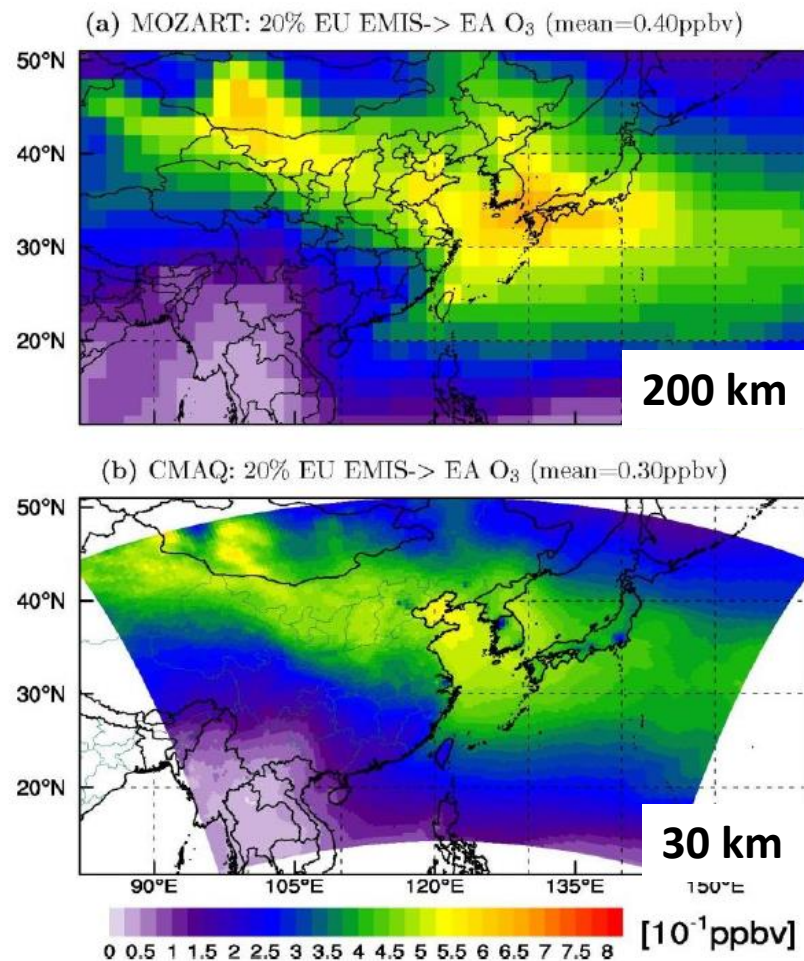 (a) MOZART: 20% EU EMIS-> EA O₃ (mean=0.40ppbv)
50°N
40°N
30°N
20°N
200 km
(b) CMAQ: 20% EU EMIS-> EA O₃ (mean=0.30ppbv)
50°N
40°N
30°N
20°N
30 km
90°E 105°E 120°E 135°E 150°E
0 0.5 1 1.5 2 2.5 3 3.5 4 4.5 5 5.5 6 6.5 7 7.5 8 [10⁻¹ppbv]